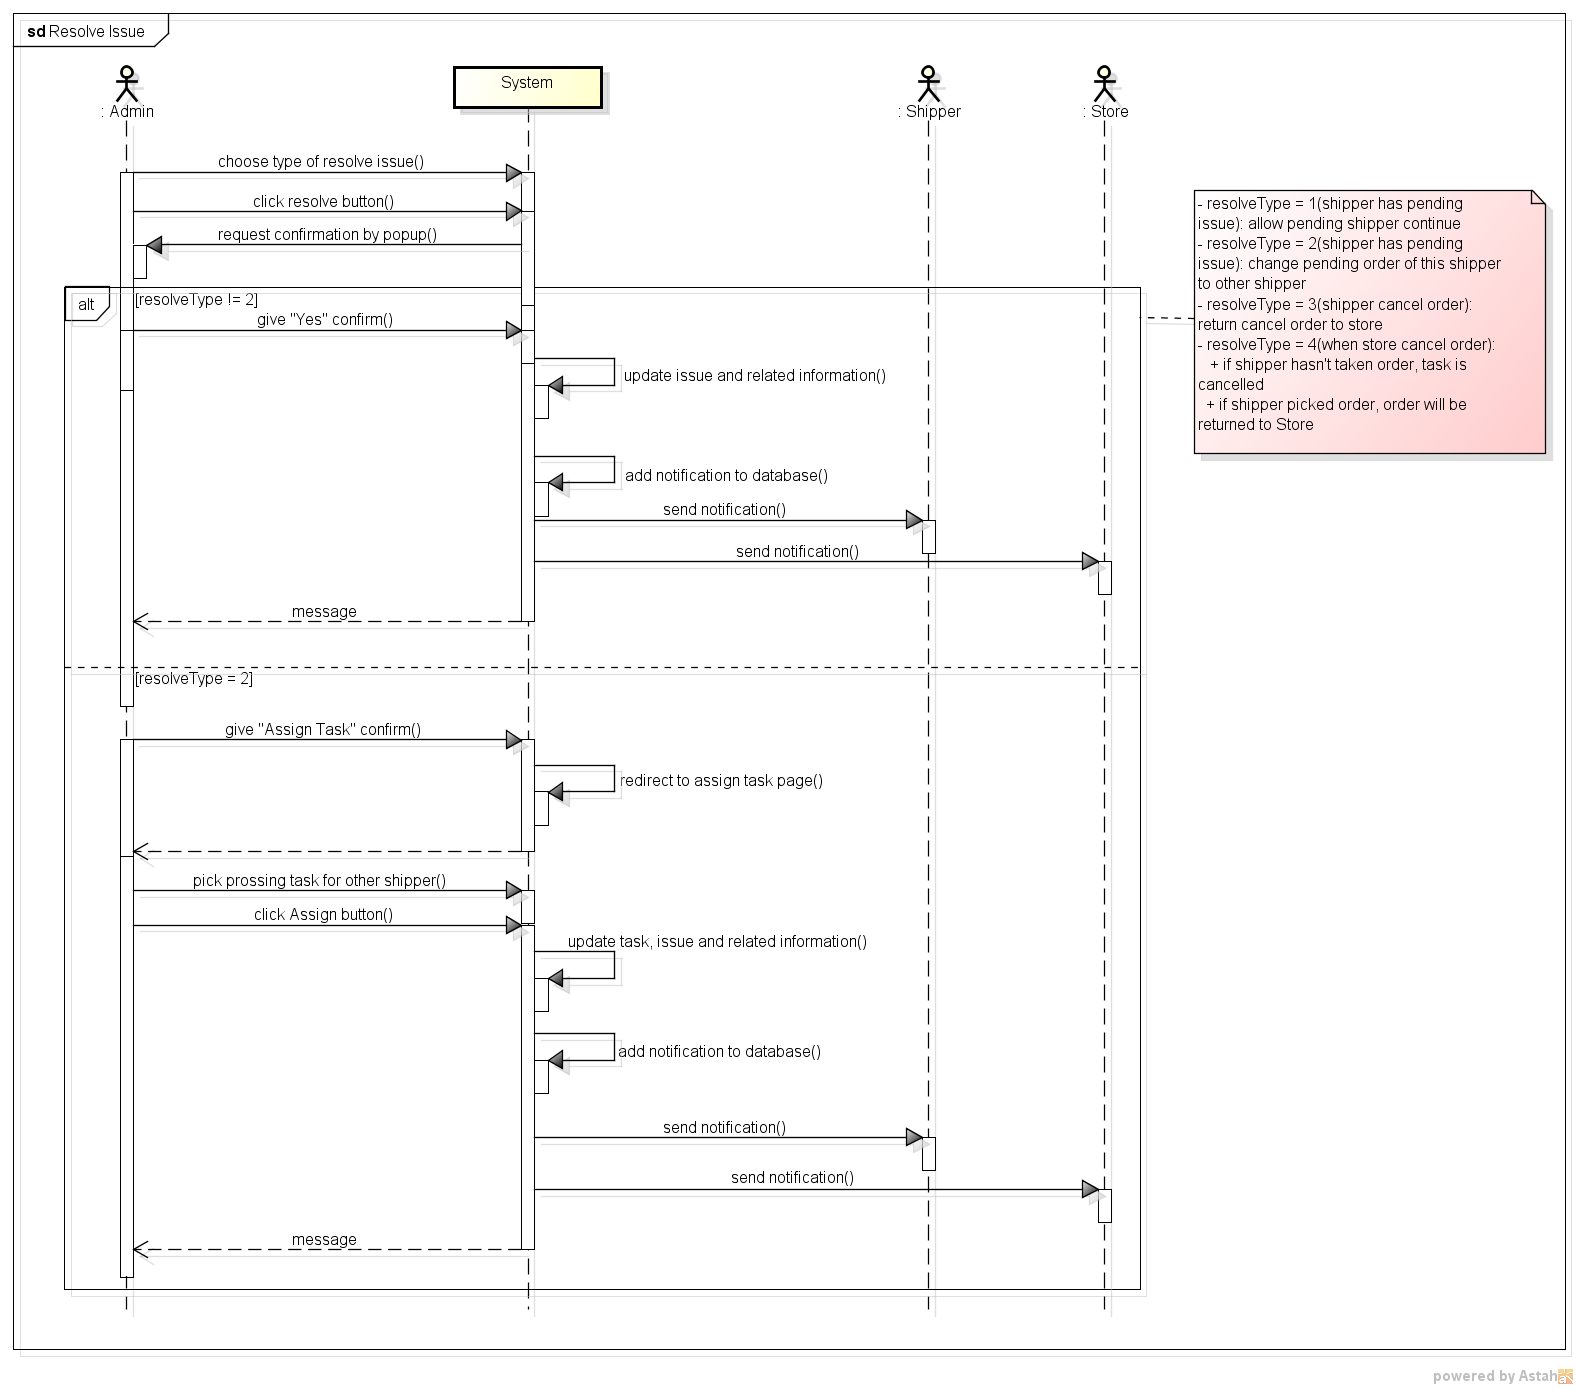 sd Resolve Issue
: Admin
System
: Shipper
: Store
choose type of resolve issue()
click resolve button()
request confirmation by popup()
- resolveType = 1(shipper has pending
issue): allow pending shipper continue
- resolveType = 2(shipper has pending
issue): change pending order of this shipper
to other shipper
- resolveType = 3(shipper cancel order):
return cancel order to store
- resolveType = 4(when store cancel order):
+ if shipper hasn't taken order, task is
cancelled
+ if shipper picked order, order will be
returned to Store
alt
[resolveType != 2]
give "Yes" confirm()
update issue and related information()
add notification to database()
send notification()
send notification()
message
[resolveType = 2]
give "Assign Task" confirm()
redirect to assign task page()
pick prossing task for other shipper()
click Assign button()
update task, issue and related information()
add notification to database()
send notification()
send notification()
message
powered by Astah